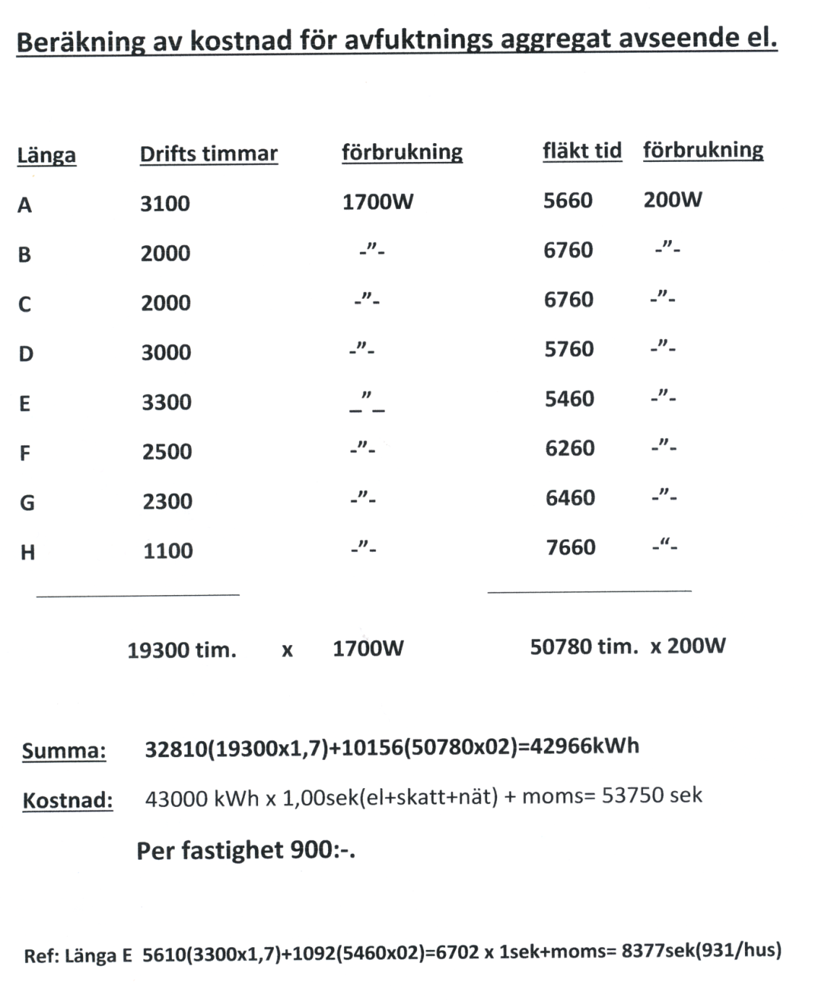 Beräkning av kostnad för avfuktnings aggregat avseende el.
Länga Drifts timmar förbrukning fläkt tid förbrukning
A 3100 1700W 5660 200W
B 2000 -”- 6760 -”-
C 2000 -”- 6760 -”-
D 3000 -”- 5760 -”-
E 3300 _”_ 5460 -”-
F 2500 -”- 6260 -”-
G 2300 -”- 6460 -”-
H 1100 -”- 7660 -“-
19300 tim. x 1700W 50780 tim. x 200W
Summa: 32810(19300x1,7)+10156(50780x02)=42966kWh
Kostnad: 43000 kWh x 1,00sek(el+skatt+nät) + moms= 53750 sek
Per fastighet 900:-.
Ref: Länga E 5610(3300x1,7)+1092(5460x02)=6702 x 1sek+moms= 8377sek(931/hus)